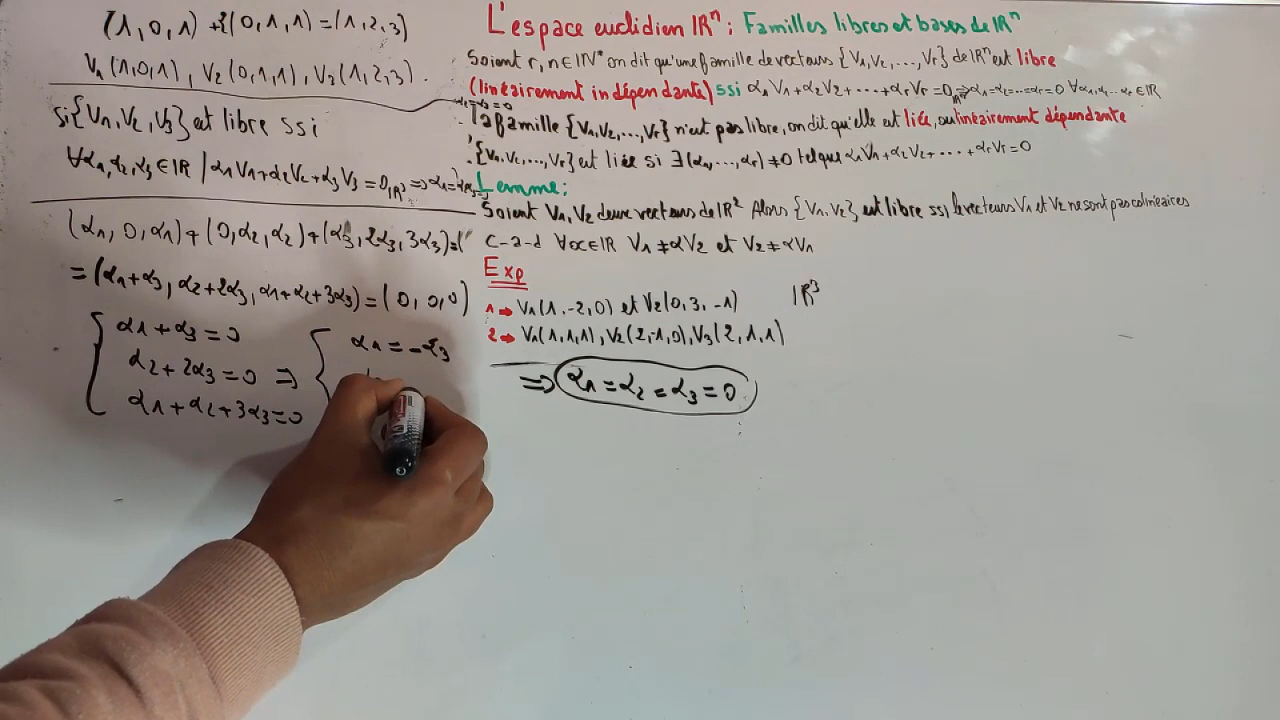 (1,0,1)+2(0,1,1)=(1,2,3)
V1(1,0,1), V2(0,1,1), V3(1,2,3).
si {V1,V2,V3} et libre ssi
∀α1,α2,α3∈IR | α1V1+α2V2+α3V3=0IR³ ⇒ α1=α2=α3=0
(α1, 0, α1)+(0,α2,α2)+(α3,2α3,3α3)=(
=(α1+α3, α2+2α3, α1+α2+3α3)=(0,0,0)
α1+α3=0
α2+2α3=0 ⇒
α1+α2+3α3=0
α1=-α3
L'espace euclidien IRⁿ: Familles libres et bases de IRⁿ
Soient r,n∈IN* on dit qu'une famille de vecteurs {V1,V2,...,Vr} de IRⁿ est libre
(linéairement indépendante) ssi α1V1+α2V2+...+αrVr=0IRⁿ⇒α1=α2=...=αr=0 ∀α1,α2...αr∈IR
la famille {V1,V2,...,Vr} n'est pas libre, on dit qu'elle est liée, ou linéairement dépendante
{V1,V2,...,Vr} est liée si ∃(α1,...,αr)≠0 tel que α1V1+α2V2+...+αrVr=0
Lemme:
Soient V1,V2 deux vecteurs de IR² Alors {V1,V2} est libre ssi le vecteurs V1 et V2 ne sont pas colinéaires
c-a-d ∀α∈IR V1≠αV2 et V2≠αV1
Exp
1→ V1(1,-2,0) et V2(0,3,-1) IR³
2→ V1(1,1,1), V2(2,-1,0), V3(2,1,1)
⇒ α1=α2=α3=0